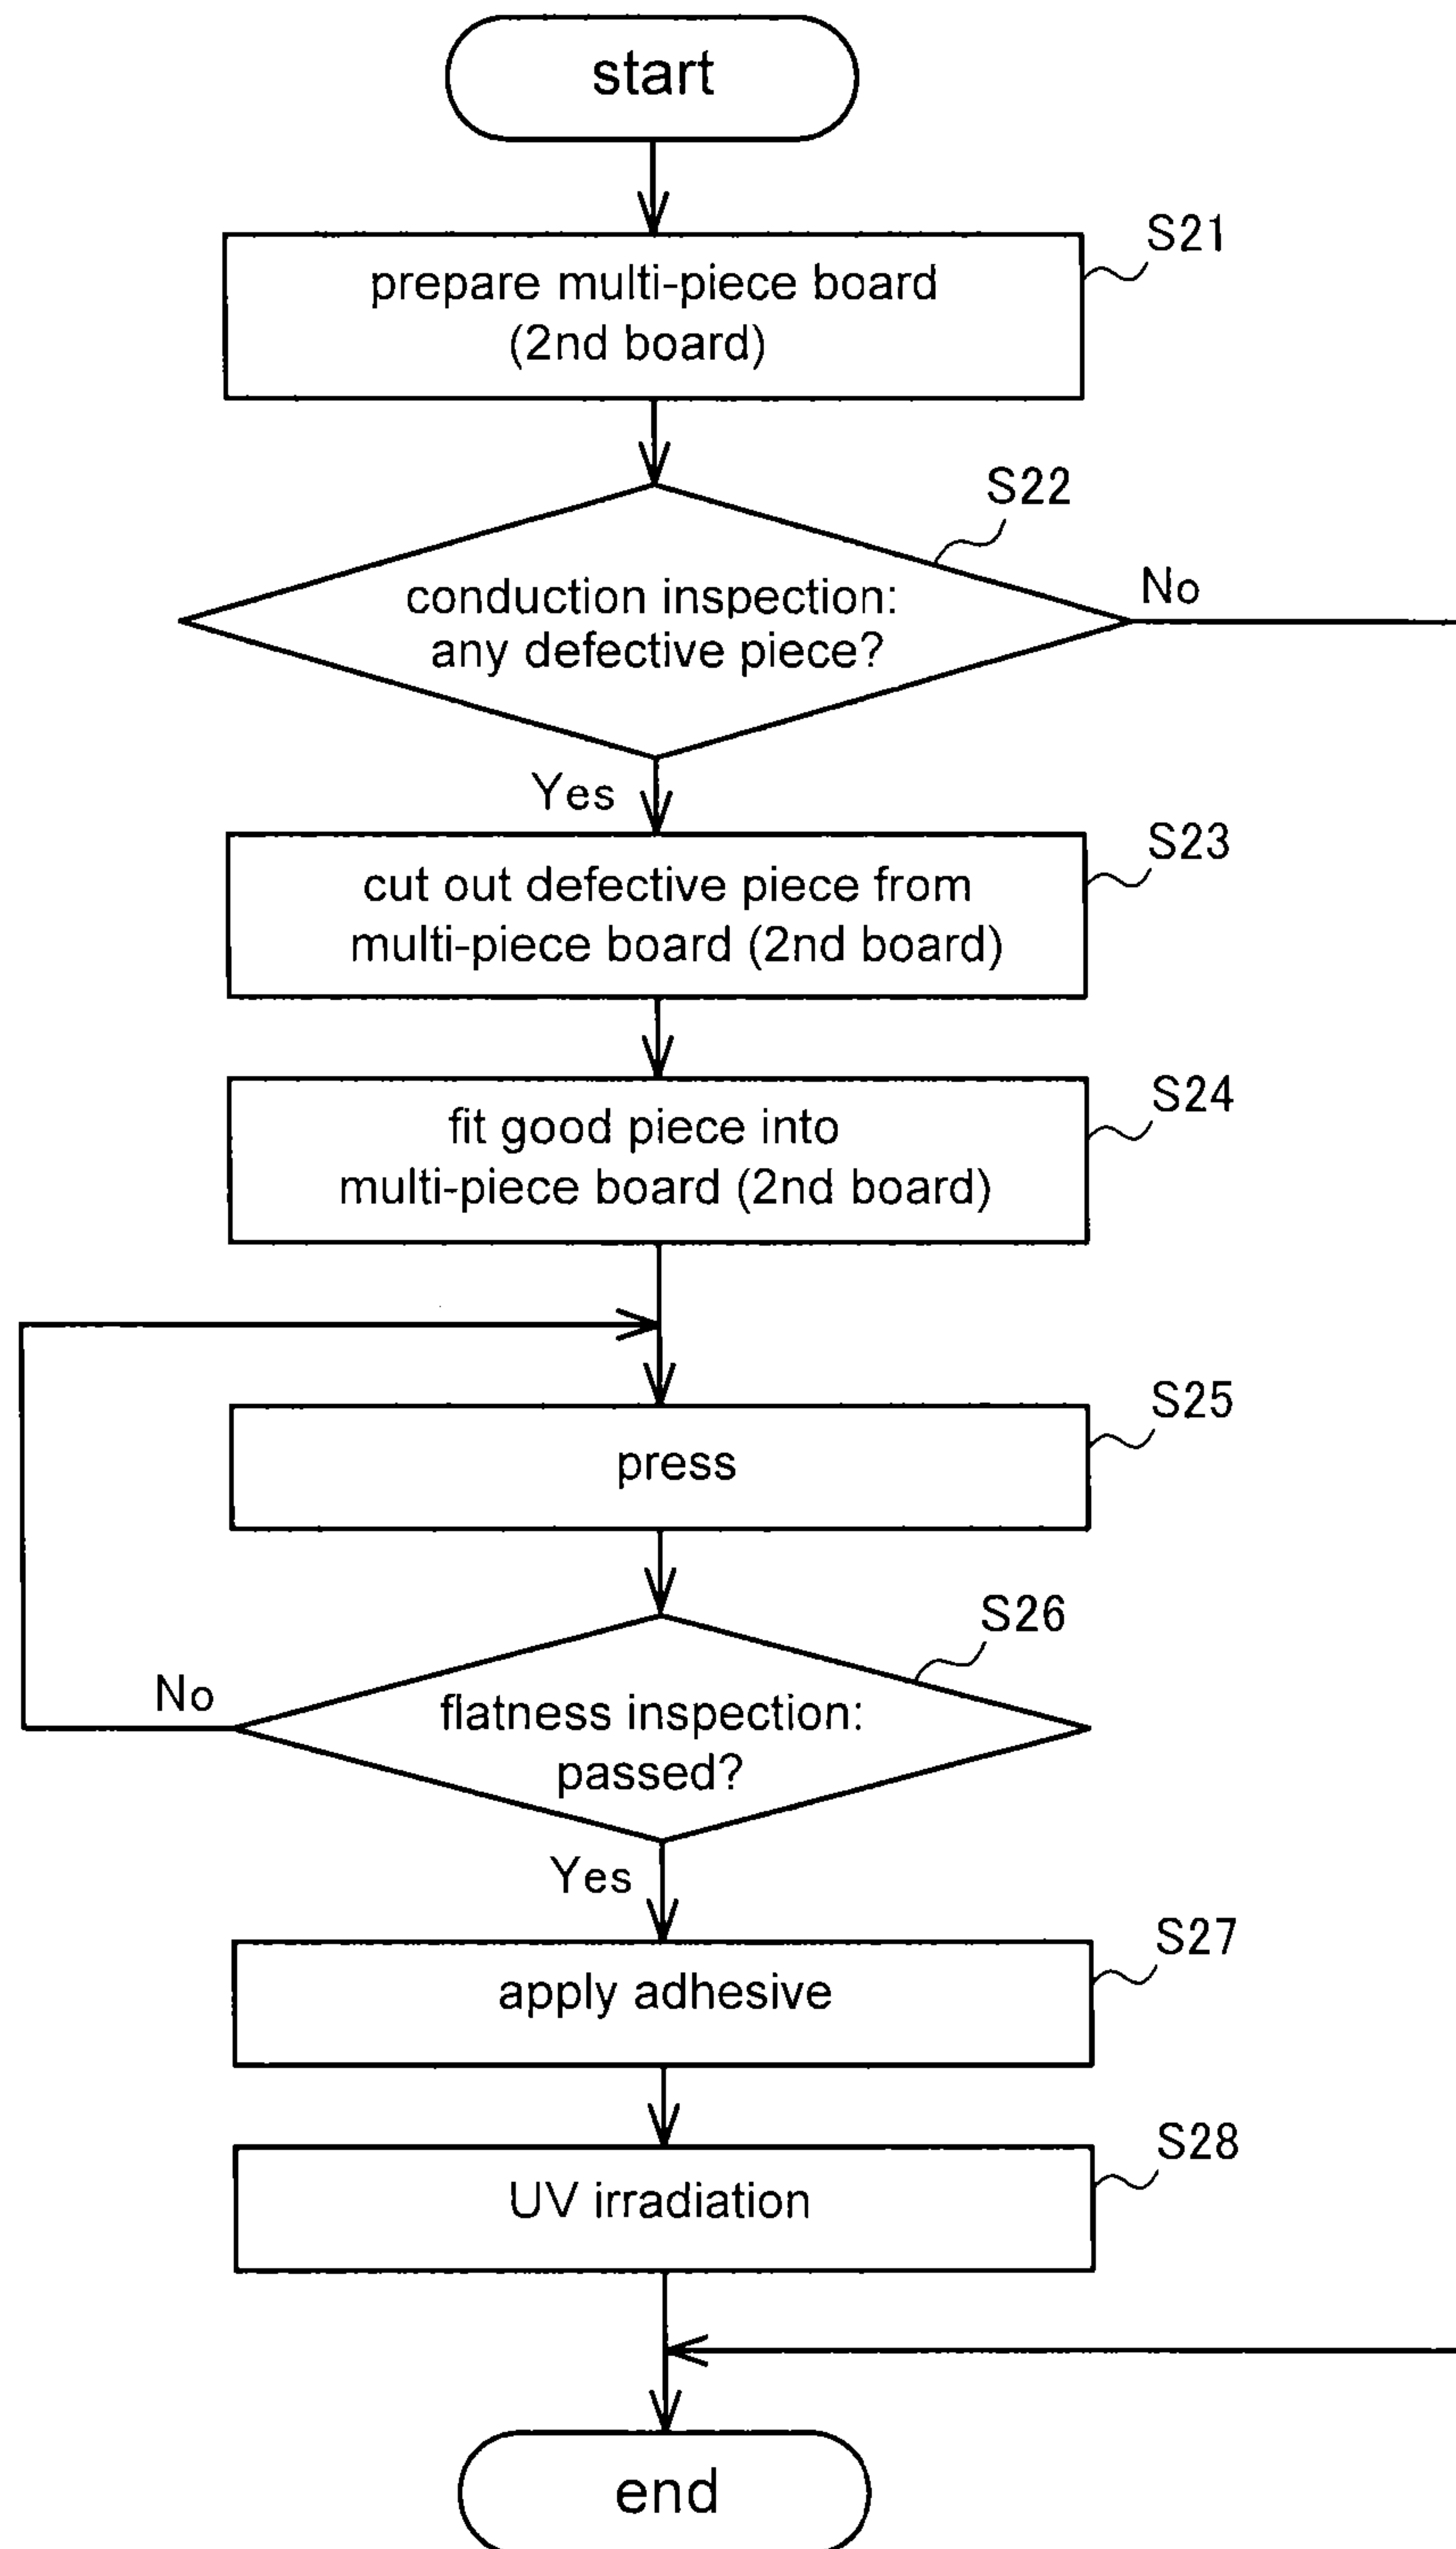 start
S21
prepare multi-piece board
(2nd board)
S22
conduction inspection:
any defective piece?
No
Yes
S23
cut out defective piece from
multi-piece board (2nd board)
S24
fit good piece into
multi-piece board (2nd board)
S25
press
S26
No
flatness inspection:
passed?
Yes
S27
apply adhesive
S28
UV irradiation
end